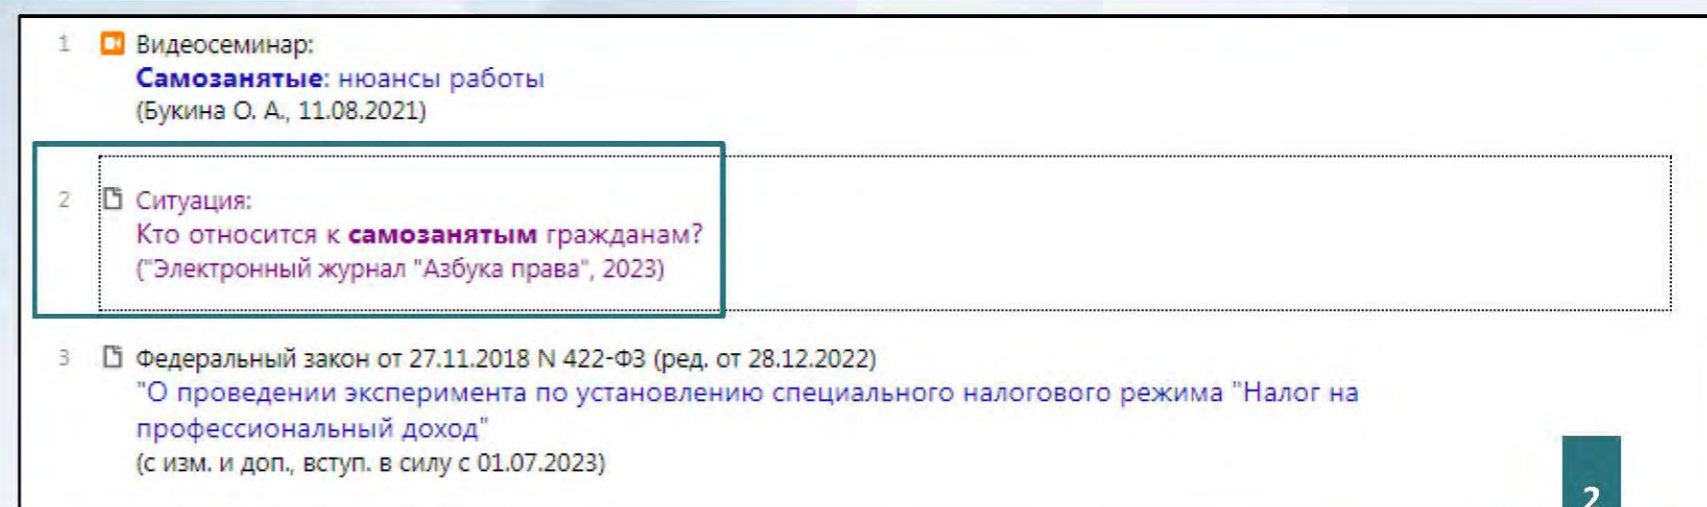 1 Видеосеминар:
Самозанятые: нюансы работы
(Букина О. А., 11.08.2021)
2 Ситуация:
Кто относится к самозанятым гражданам?
("Электронный журнал "Азбука права", 2023)
3 Федеральный закон от 27.11.2018 N 422-ФЗ (ред. от 28.12.2022)
"О проведении эксперимента по установлению специального налогового режима "Налог на
профессиональный доход"
(с изм. и доп., вступ. в силу с 01.07.2023)
2